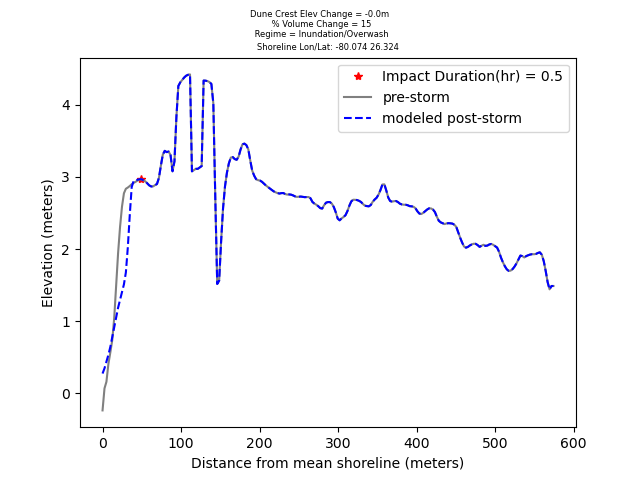 Dune Crest Elev Change = -0.0m
% Volume Change = 15
Regime = Inundation/Overwash
Shoreline Lon/Lat: -80.074 26.324
Impact Duration(hr) = 0.5
pre-storm
modeled post-storm
Elevation (meters)
4
3
2
1
0
0 100 200 300 400 500 600
Distance from mean shoreline (meters)